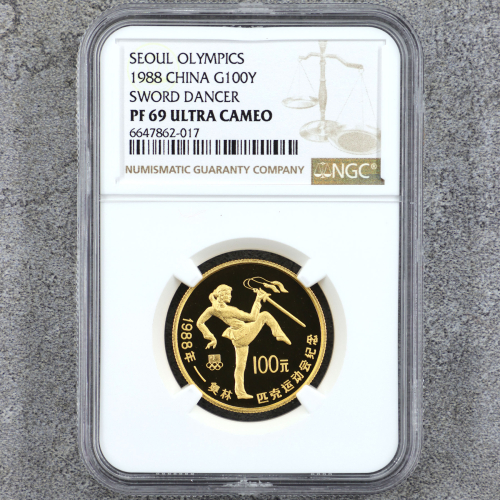 SEOUL OLYMPICS
1988 CHINA G100Y
SWORD DANCER
PF 69 ULTRA CAMEO
6647862-017
NUMISMATIC GUARANTY COMPANY
NGC®
100元
1988年—奥林匹克运动会纪念